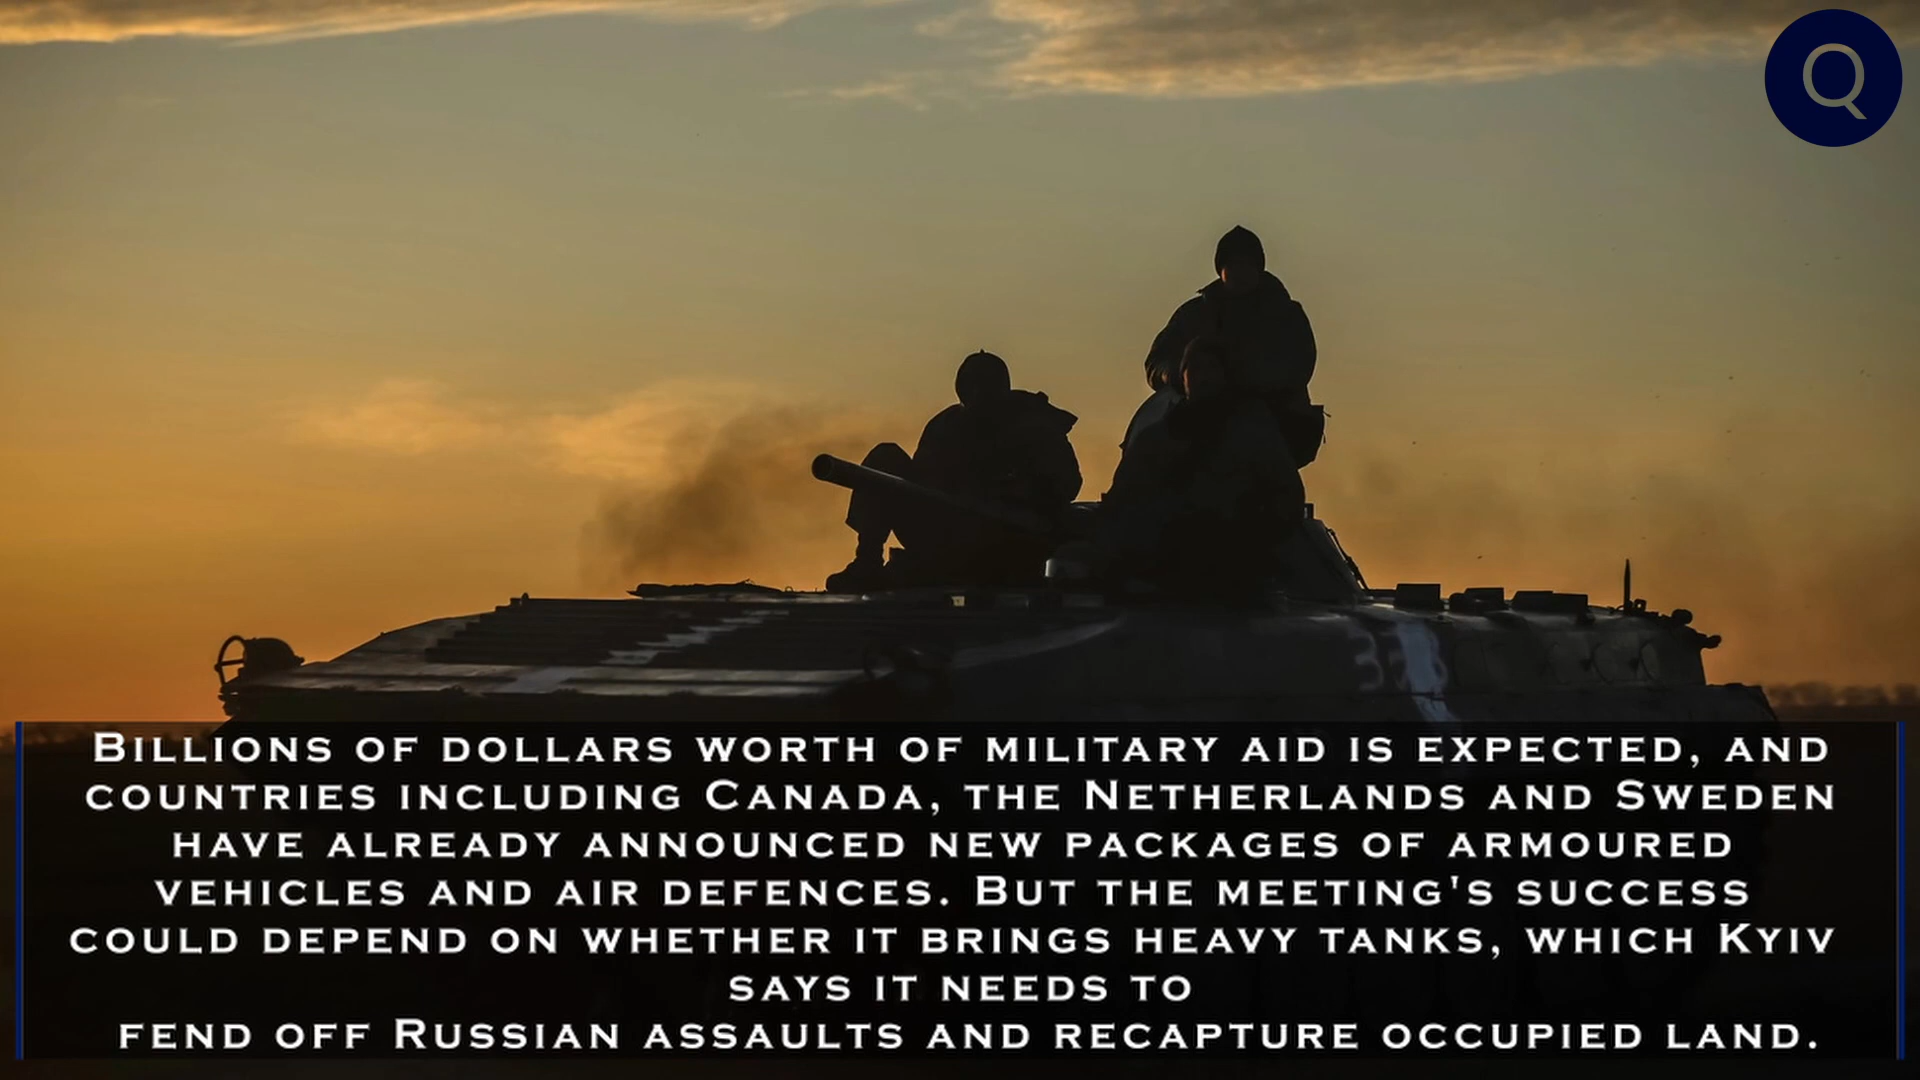 Q
Billions of dollars worth of military aid is expected, and
countries including Canada, the Netherlands and Sweden
have already announced new packages of armoured
vehicles and air defences. But the meeting's success
could depend on whether it brings heavy tanks, which Kyiv
says it needs to
fend off Russian assaults and recapture occupied land.